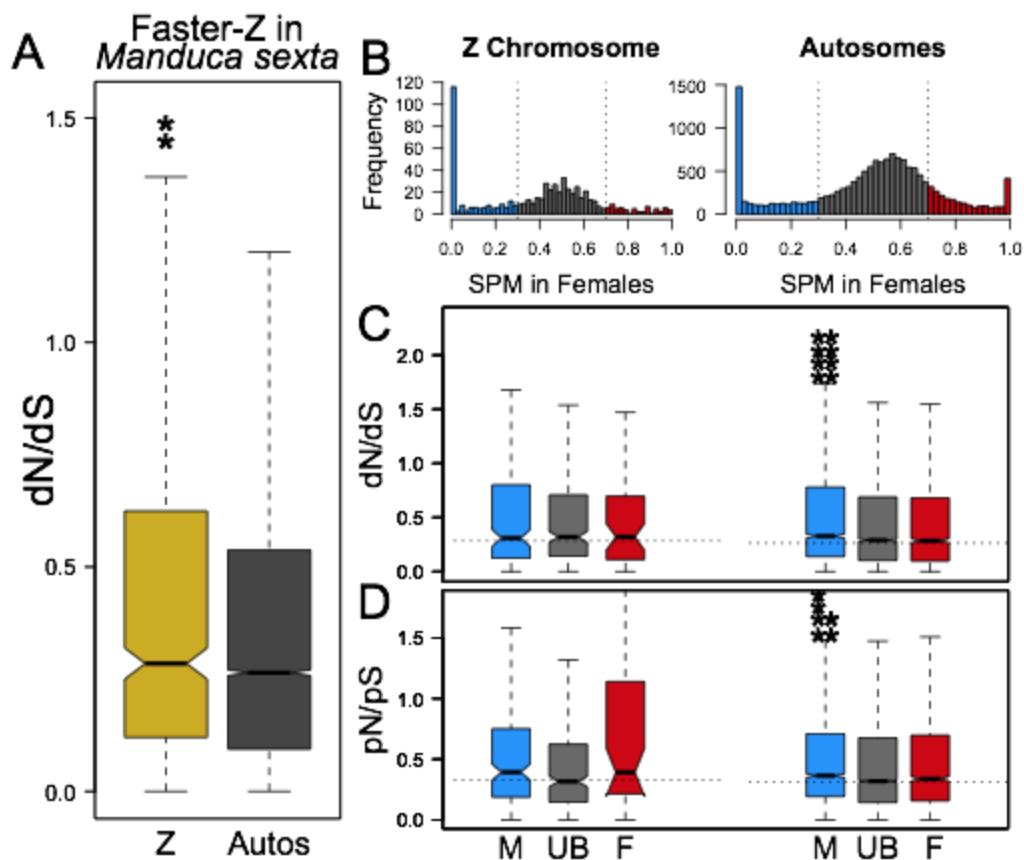 A
Faster-Z in
Manduca sexta
dN/dS
1.5
1.0
0.5
0.0
**
Z Autos
B
Z Chromosome
Frequency
120
100
80
60
40
20
0
0.0 0.2 0.4 0.6 0.8 1.0
SPM in Females
Autosomes
1500
1000
500
0
0.0 0.2 0.4 0.6 0.8 1.0
SPM in Females
C
dN/dS
2.0
1.5
1.0
0.5
0.0
**
**
**
**
D
pN/pS
1.5
1.0
0.5
0.0
*
**
**
M UB F M UB F